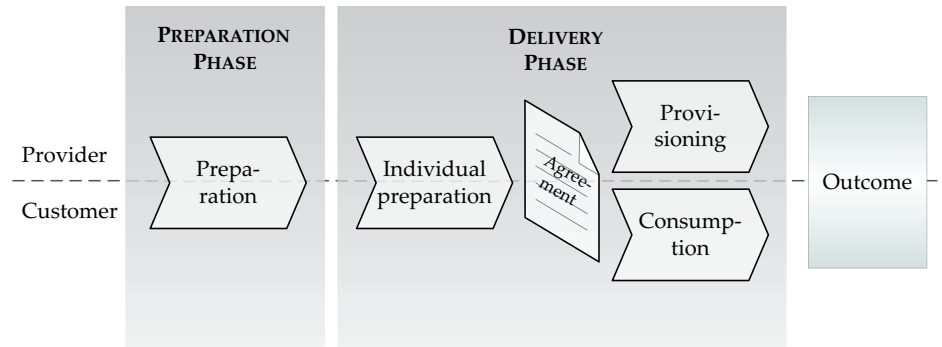 PREPARATION
PHASE
DELIVERY
PHASE
Provider
Customer
Prepa-
ration
Individual
preparation
Agree-
ment
Provi-
sioning
Consump-
tion
Outcome